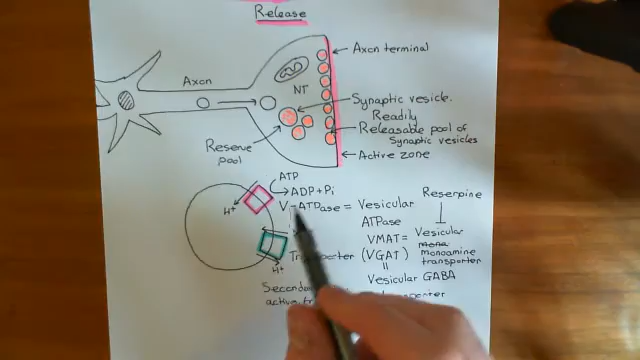 Release
Axon terminal
Axon
NT
Synaptic vesicle.
Readily
Releasable pool of
Synaptic vesicles
Reserve
pool
Active zone
ATP
ADP + Pi
H+
V-ATPase = Vesicular
ATPase
Reserpine
VMAT = Vesicular
mono
monoamine
transporter
(VGAT)
=
Vesicular GABA
H+